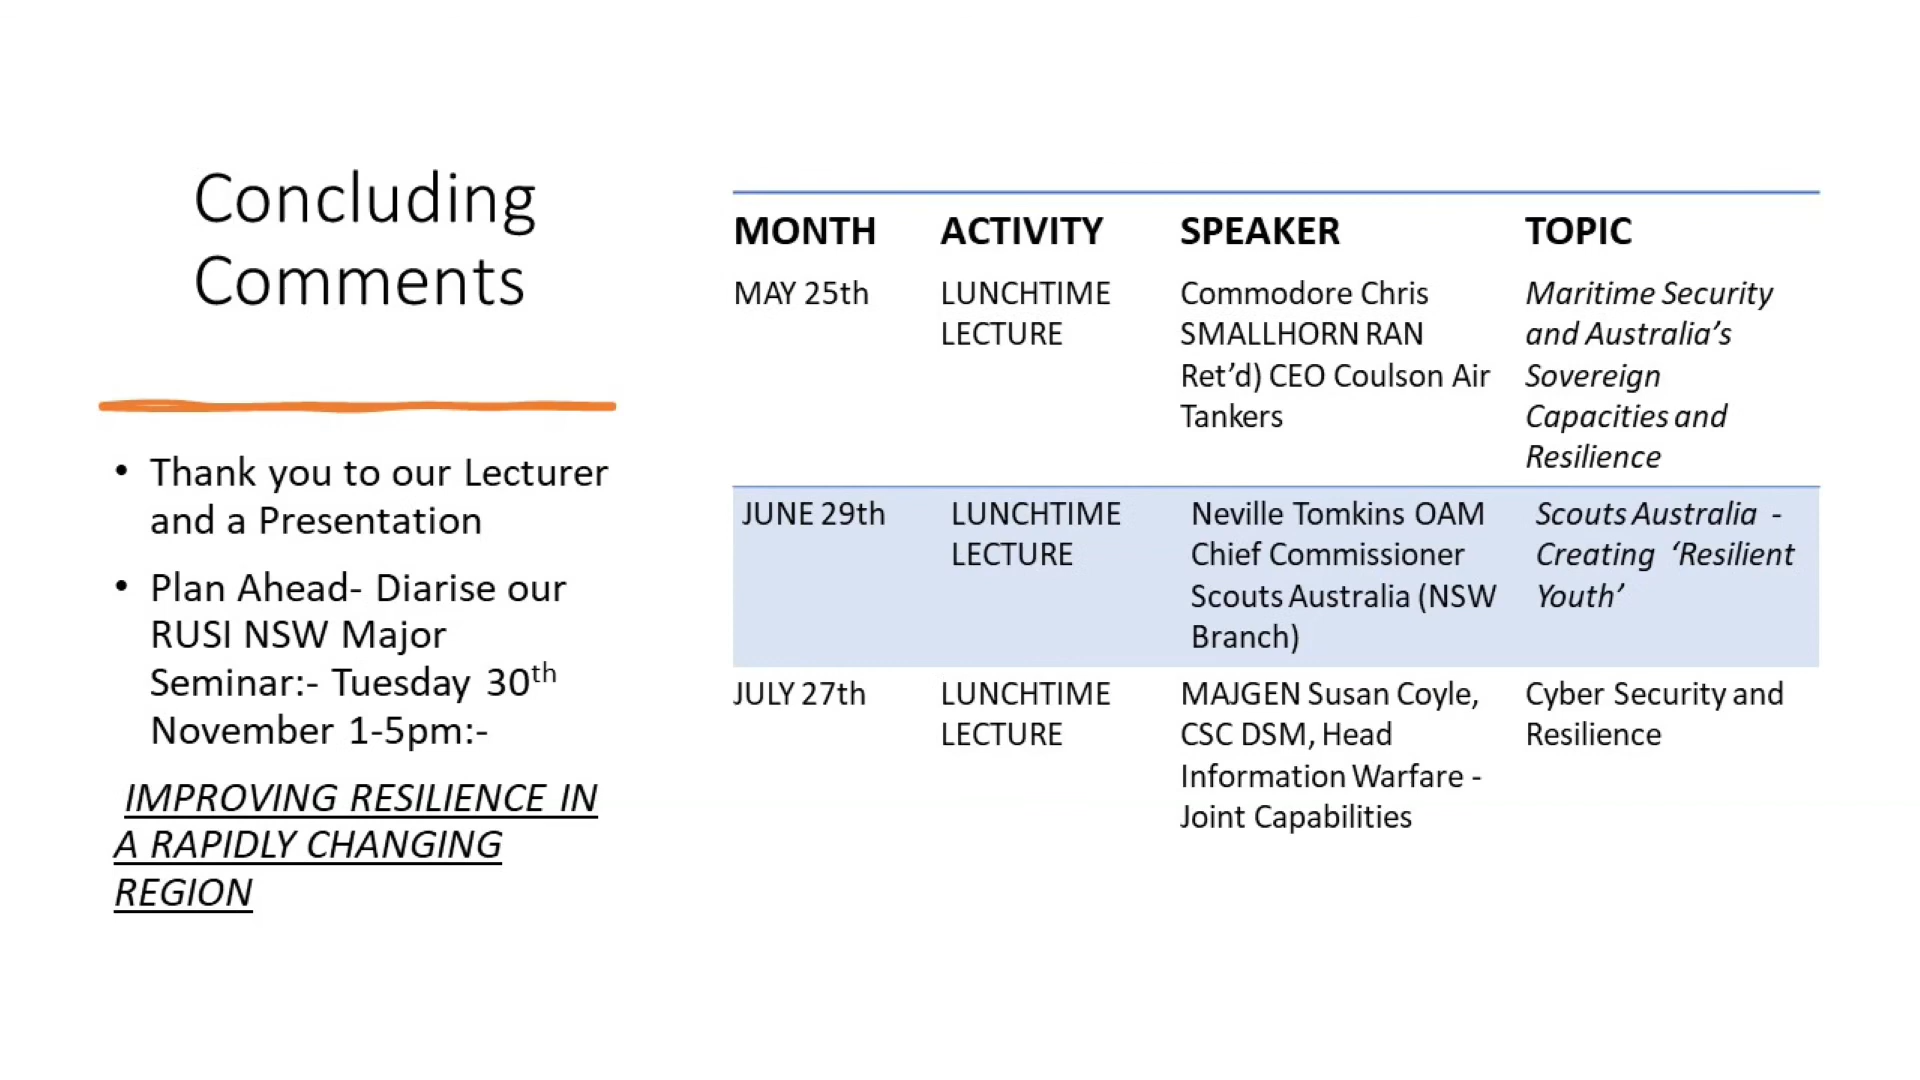 Concluding
Comments
• Thank you to our Lecturer
and a Presentation
• Plan Ahead- Diarise our
RUSI NSW Major
Seminar:- Tuesday 30th
November 1-5pm:-
IMPROVING RESILIENCE IN
A RAPIDLY CHANGING
REGION
MONTH ACTIVITY SPEAKER TOPIC
MAY 25th LUNCHTIME Commodore Chris Maritime Security
LECTURE SMALLHORN RAN and Australia’s
Ret’d) CEO Coulson Air Sovereign
Tankers Capacities and
Resilience
JUNE 29th LUNCHTIME Neville Tomkins OAM Scouts Australia -
LECTURE Chief Commissioner Creating ‘Resilient
Scouts Australia (NSW Youth’
Branch)
JULY 27th LUNCHTIME MAJGEN Susan Coyle, Cyber Security and
LECTURE CSC DSM, Head Resilience
Information Warfare -
Joint Capabilities